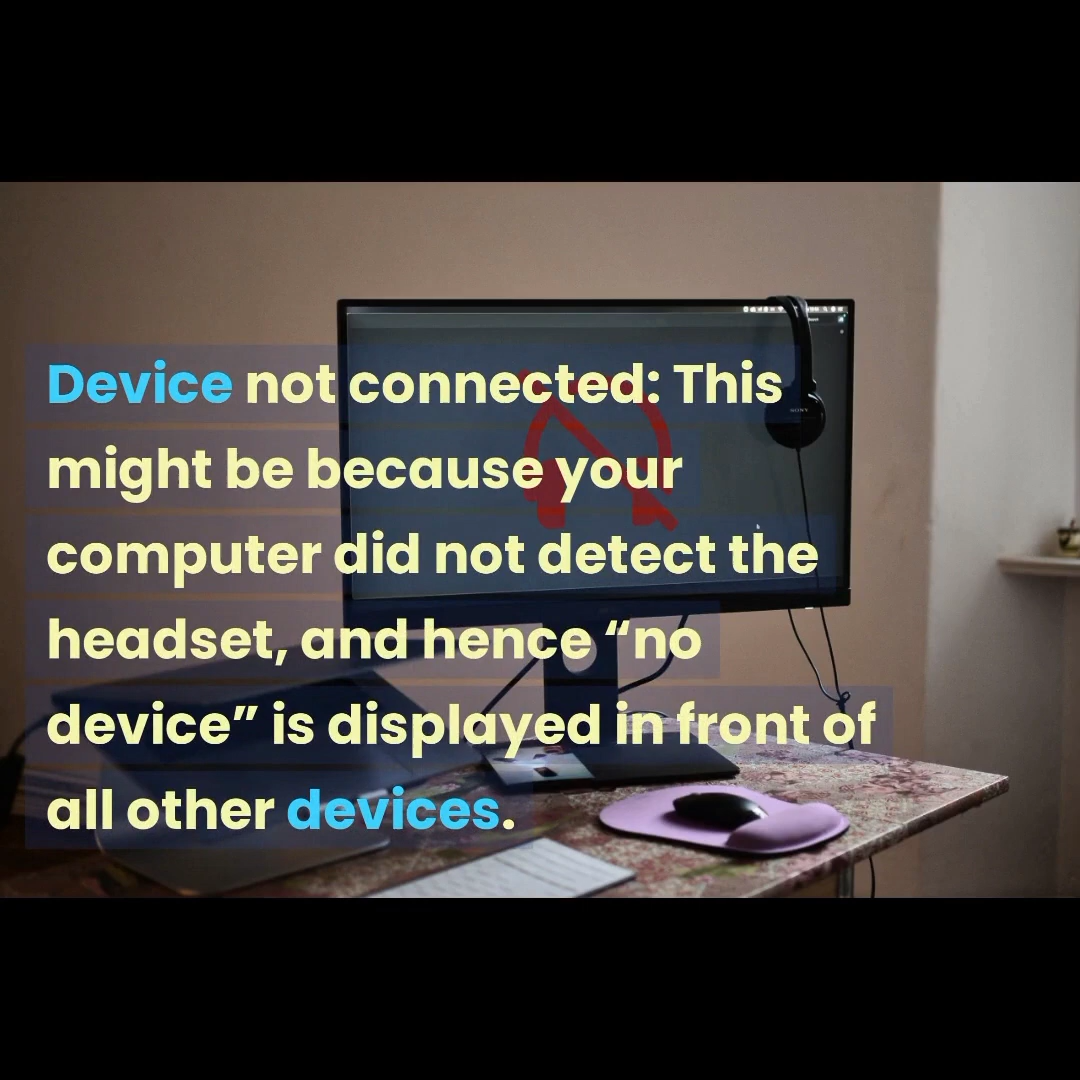 Device not connected: This
might be because your
computer did not detect the
headset, and hence “no
device” is displayed in front of
all other devices.
SONY